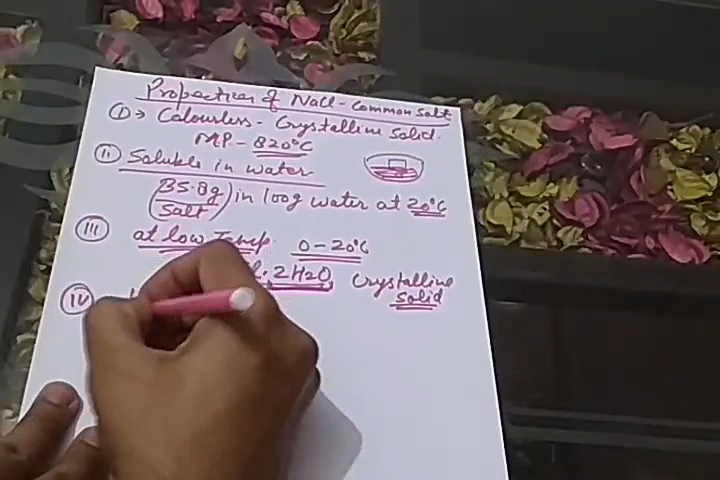 Properties of NaCl - Common Salt
(I) → Colourless - Crystalline Solid.
M.P - 820°C
(II) Soluble in water
(35.8g / Salt) in 100g water at 20°C
(III) at low Temp. 0 - 20°C
. 2H2O Crystalline
Solid
(IV)